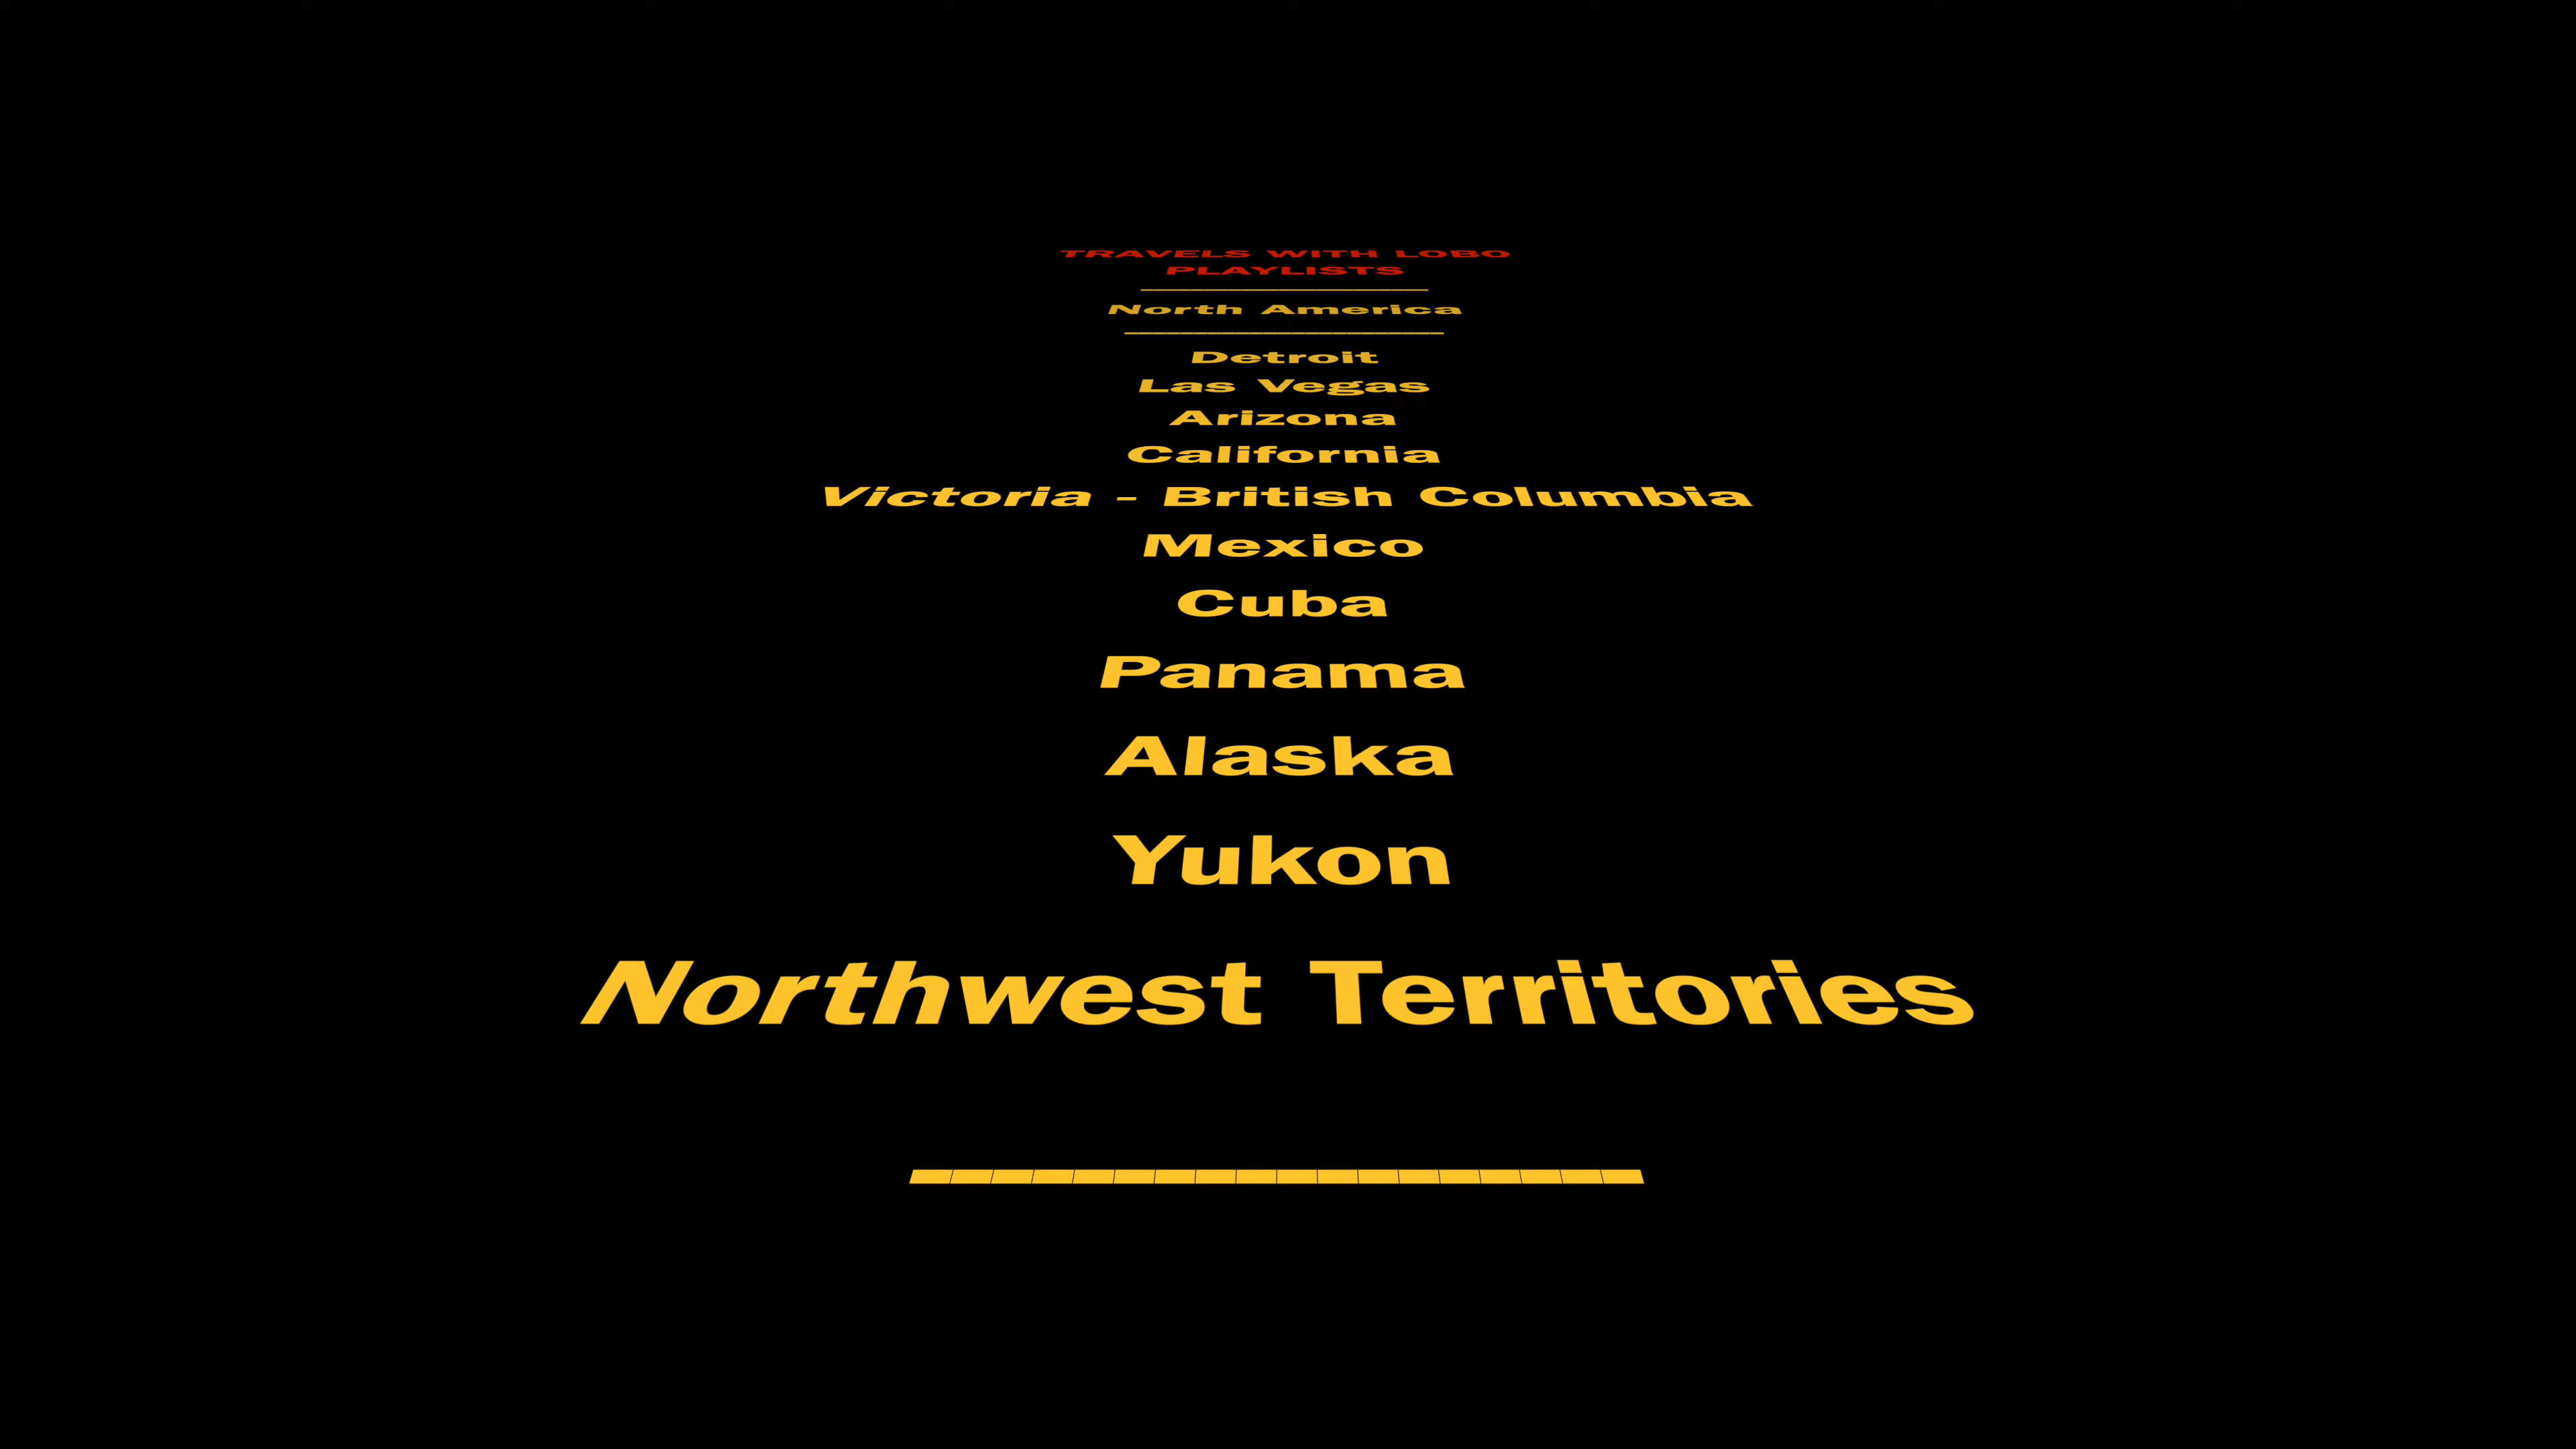 TRAVELS WITH LOBO
PLAYLISTS
North America
Detroit
Las Vegas
Arizona
California
Victoria - British Columbia
Mexico
Cuba
Panama
Alaska
Yukon
Northwest Territories